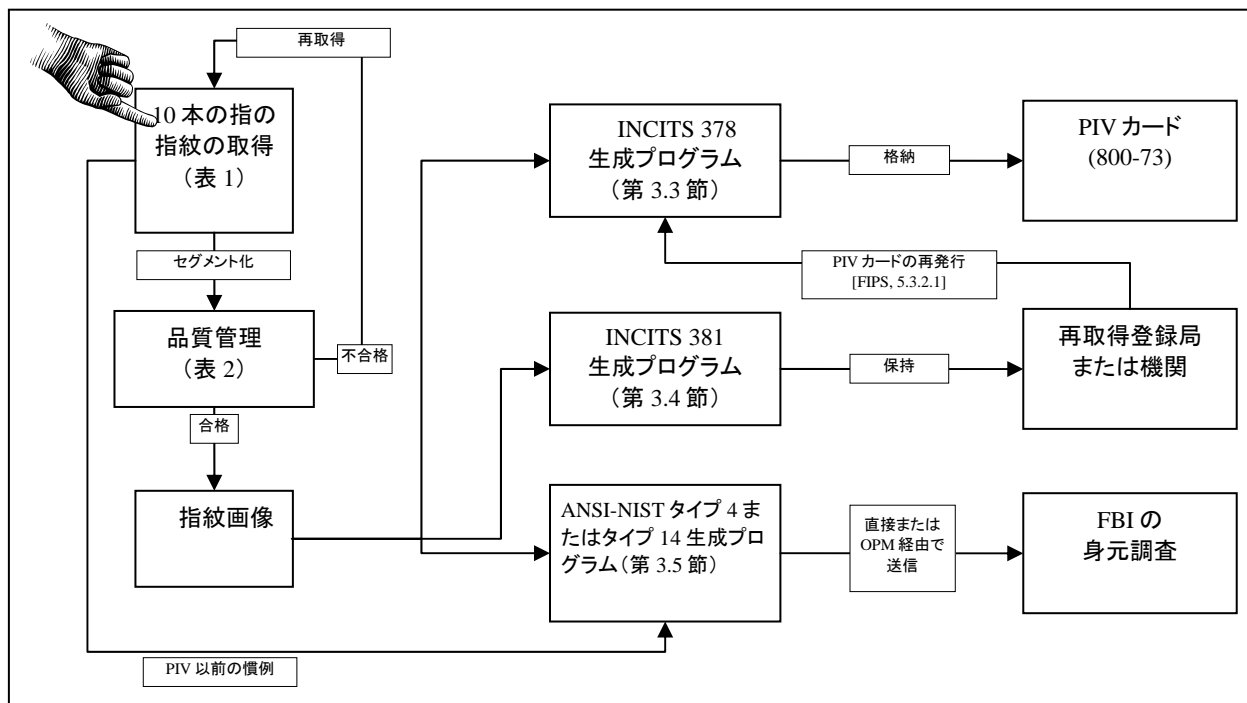 再取得
10 本の指の
指紋の取得
（表 1）
セグメント化
品質管理
（表 2）
不合格
合格
指紋画像
PIV 以前の慣例
INCITS 378
生成プログラム
（第 3.3 節）
格納
PIV カード
(800-73)
PIV カードの再発行
[FIPS, 5.3.2.1]
INCITS 381
生成プログラム
（第 3.4 節）
保持
再取得登録局
または機関
ANSI-NIST タイプ 4 ま
たはタイプ 14 生成プロ
グラム（第 3.5 節）
直接または
OPM 経由で
送信
FBI の
身元調査